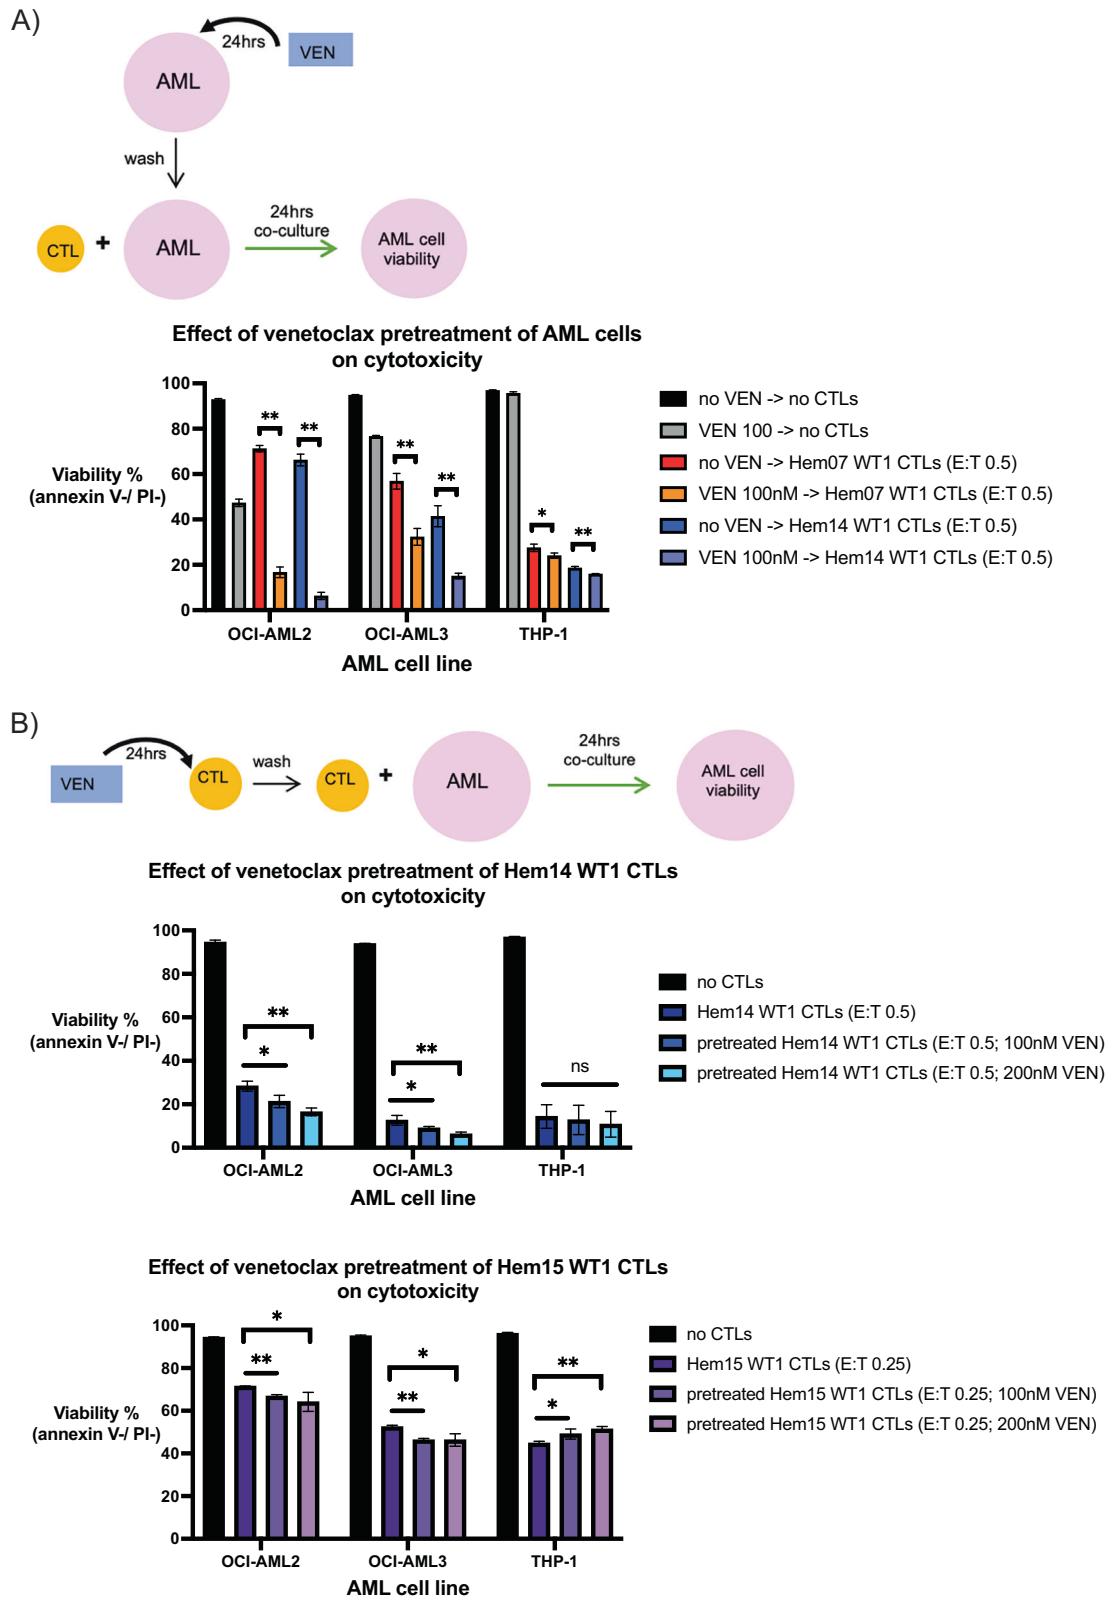 A)
24hrs
VEN
AML
wash
CTL
+
AML
24hrs
co-culture
AML cell
viability
Effect of venetoclax pretreatment of AML cells
on cytotoxicity
100
80
60
40
20
0
Viability %
(annexin V-/ PI-)
**
**
**
**
*
**
OCI-AML2
OCI-AML3
THP-1
AML cell line
no VEN -> no CTLs
VEN 100 -> no CTLs
no VEN -> Hem07 WT1 CTLs (E:T 0.5)
VEN 100nM -> Hem07 WT1 CTLs (E:T 0.5)
no VEN -> Hem14 WT1 CTLs (E:T 0.5)
VEN 100nM -> Hem14 WT1 CTLs (E:T 0.5)
B)
VEN
24hrs
CTL
wash
CTL
+
AML
24hrs
co-culture
AML cell
viability
Effect of venetoclax pretreatment of Hem14 WT1 CTLs
on cytotoxicity
100
80
60
40
20
0
Viability %
(annexin V-/ PI-)
**
*
**
*
ns
OCI-AML2
OCI-AML3
THP-1
AML cell line
no CTLs
Hem14 WT1 CTLs (E:T 0.5)
pretreated Hem14 WT1 CTLs (E:T 0.5; 100nM VEN)
pretreated Hem14 WT1 CTLs (E:T 0.5; 200nM VEN)
Effect of venetoclax pretreatment of Hem15 WT1 CTLs
on cytotoxicity
100
80
60
40
20
0
Viability %
(annexin V-/ PI-)
*
**
*
**
**
*
OCI-AML2
OCI-AML3
THP-1
AML cell line
no CTLs
Hem15 WT1 CTLs (E:T 0.25)
pretreated Hem15 WT1 CTLs (E:T 0.25; 100nM VEN)
pretreated Hem15 WT1 CTLs (E:T 0.25; 200nM VEN)